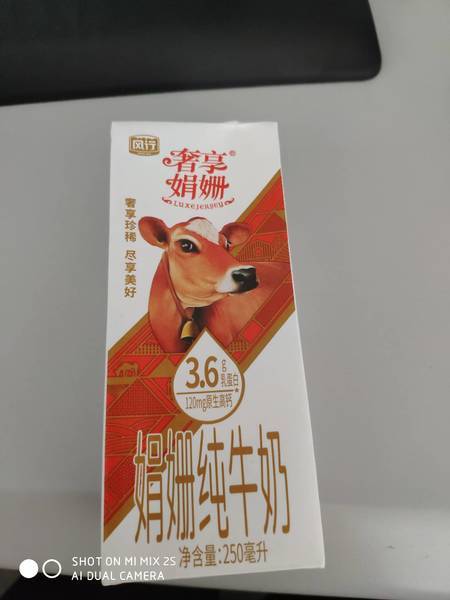 风行
奢享®
娟姗
LUXEJERSEY
奢享珍稀 尽享美好
3.6g乳蛋白*
120mg原生高钙
娟姗纯牛奶
净含量:250毫升
SHOT ON MI MIX 2S
AI DUAL CAMERA